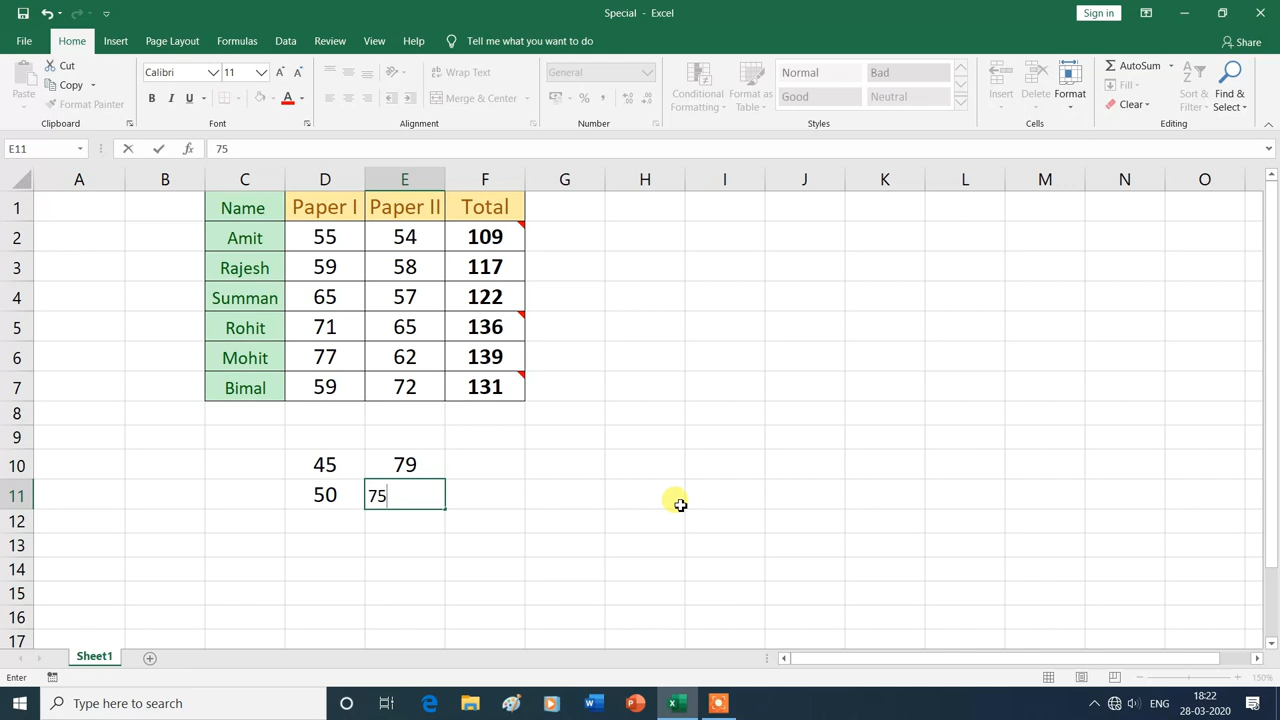 Special - Excel
Sign in
File Home Insert Page Layout Formulas Data Review View Help Tell me what you want to do Share
Paste
Cut
Copy
Format Painter
Clipboard
Calibri 11
B I U
Font
Wrap Text
Merge & Center
Alignment
General
Number
Conditional Formatting
Format as Table
Normal Bad
Good Neutral
Styles
Insert Delete Format
Cells
AutoSum
Fill
Clear
Sort & Filter
Find & Select
Editing
E11 fx 75
A B C D E F G H I J K L M N O
1 Name Paper I Paper II Total
2 Amit 55 54 109
3 Rajesh 59 58 117
4 Summan 65 57 122
5 Rohit 71 65 136
6 Mohit 77 62 139
7 Bimal 59 72 131
8
9
10 45 79
11 50 75
12
13
14
15
16
17
Sheet1
Enter 150%
Type here to search
ENG
18:22
28-03-2020